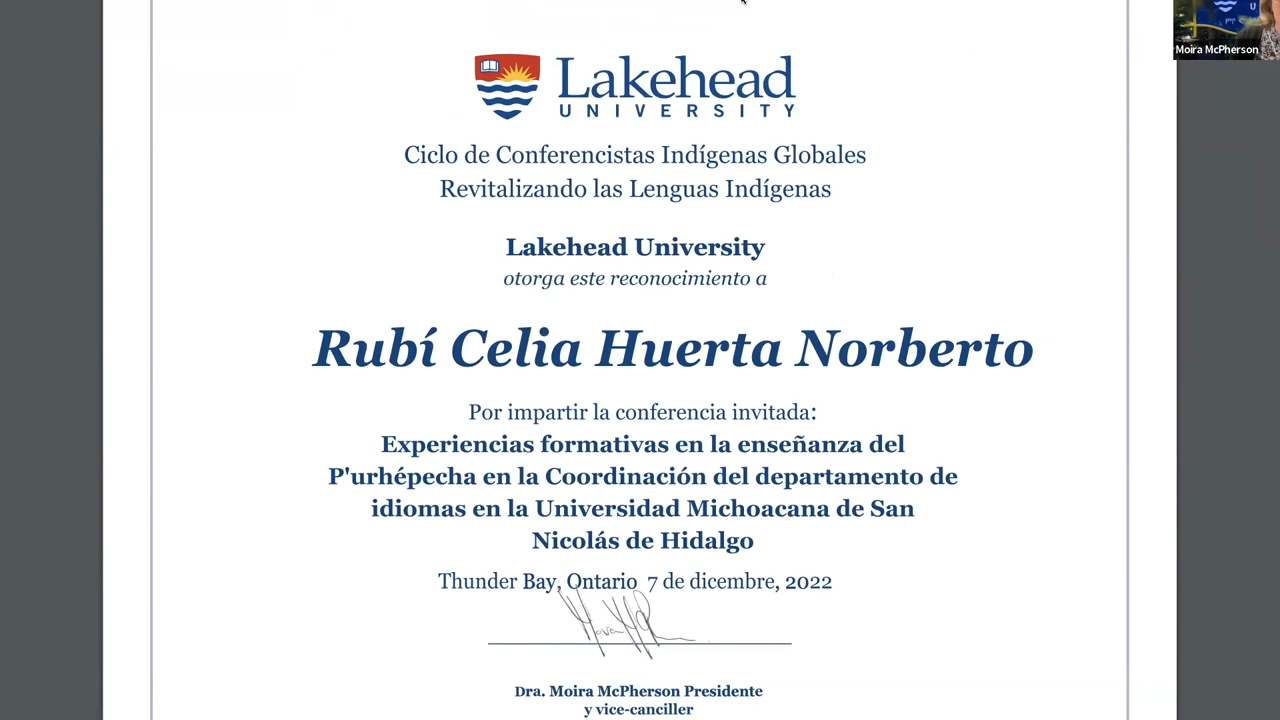 Moira McPherson
Lakehead
UNIVERSITY
Ciclo de Conferencistas Indígenas Globales
Revitalizando las Lenguas Indígenas
Lakehead University
otorga este reconocimiento a
Rubí Celia Huerta Norberto
Por impartir la conferencia invitada:
Experiencias formativas en la enseñanza del
P'urhépecha en la Coordinación del departamento de
idiomas en la Universidad Michoacana de San
Nicolás de Hidalgo
Thunder Bay, Ontario 7 de dicembre, 2022
Dra. Moira McPherson Presidente
y vice-canciller